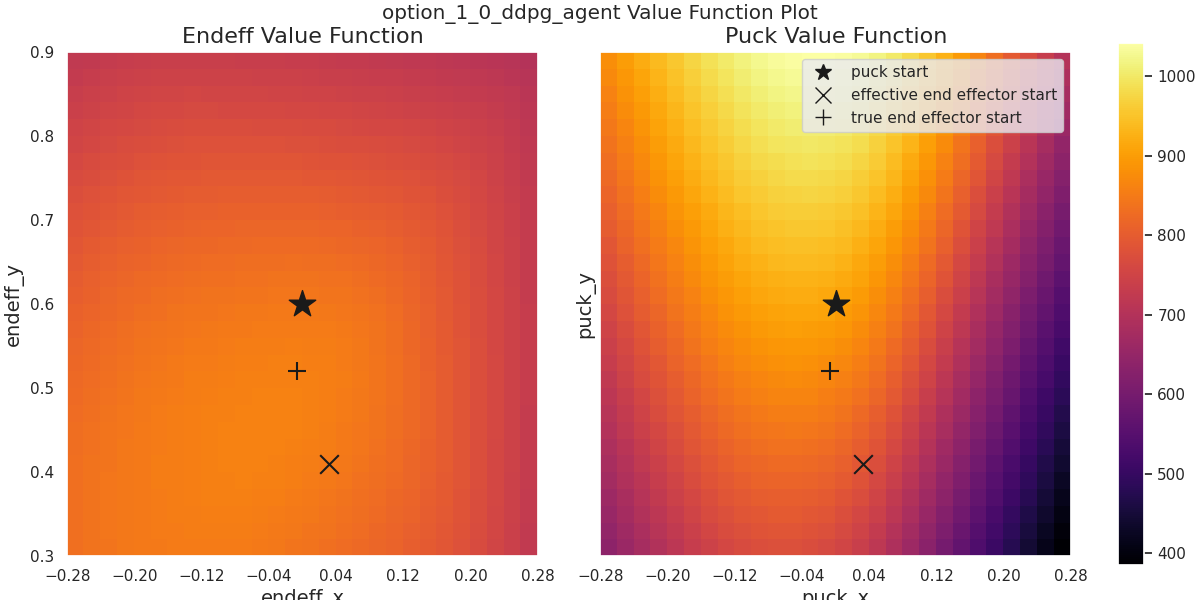 option_1_0_ddpg_agent Value Function Plot
Endeff Value Function
Puck Value Function
puck start
effective end effector start
true end effector start
0.9
0.8
0.7
0.6
0.5
0.4
0.3
endeff_y
−0.28 −0.20 −0.12 −0.04 0.04 0.12 0.20 0.28
endeff_x
puck_y
−0.28 −0.20 −0.12 −0.04 0.04 0.12 0.20 0.28
puck_x
1000
900
800
700
600
500
400